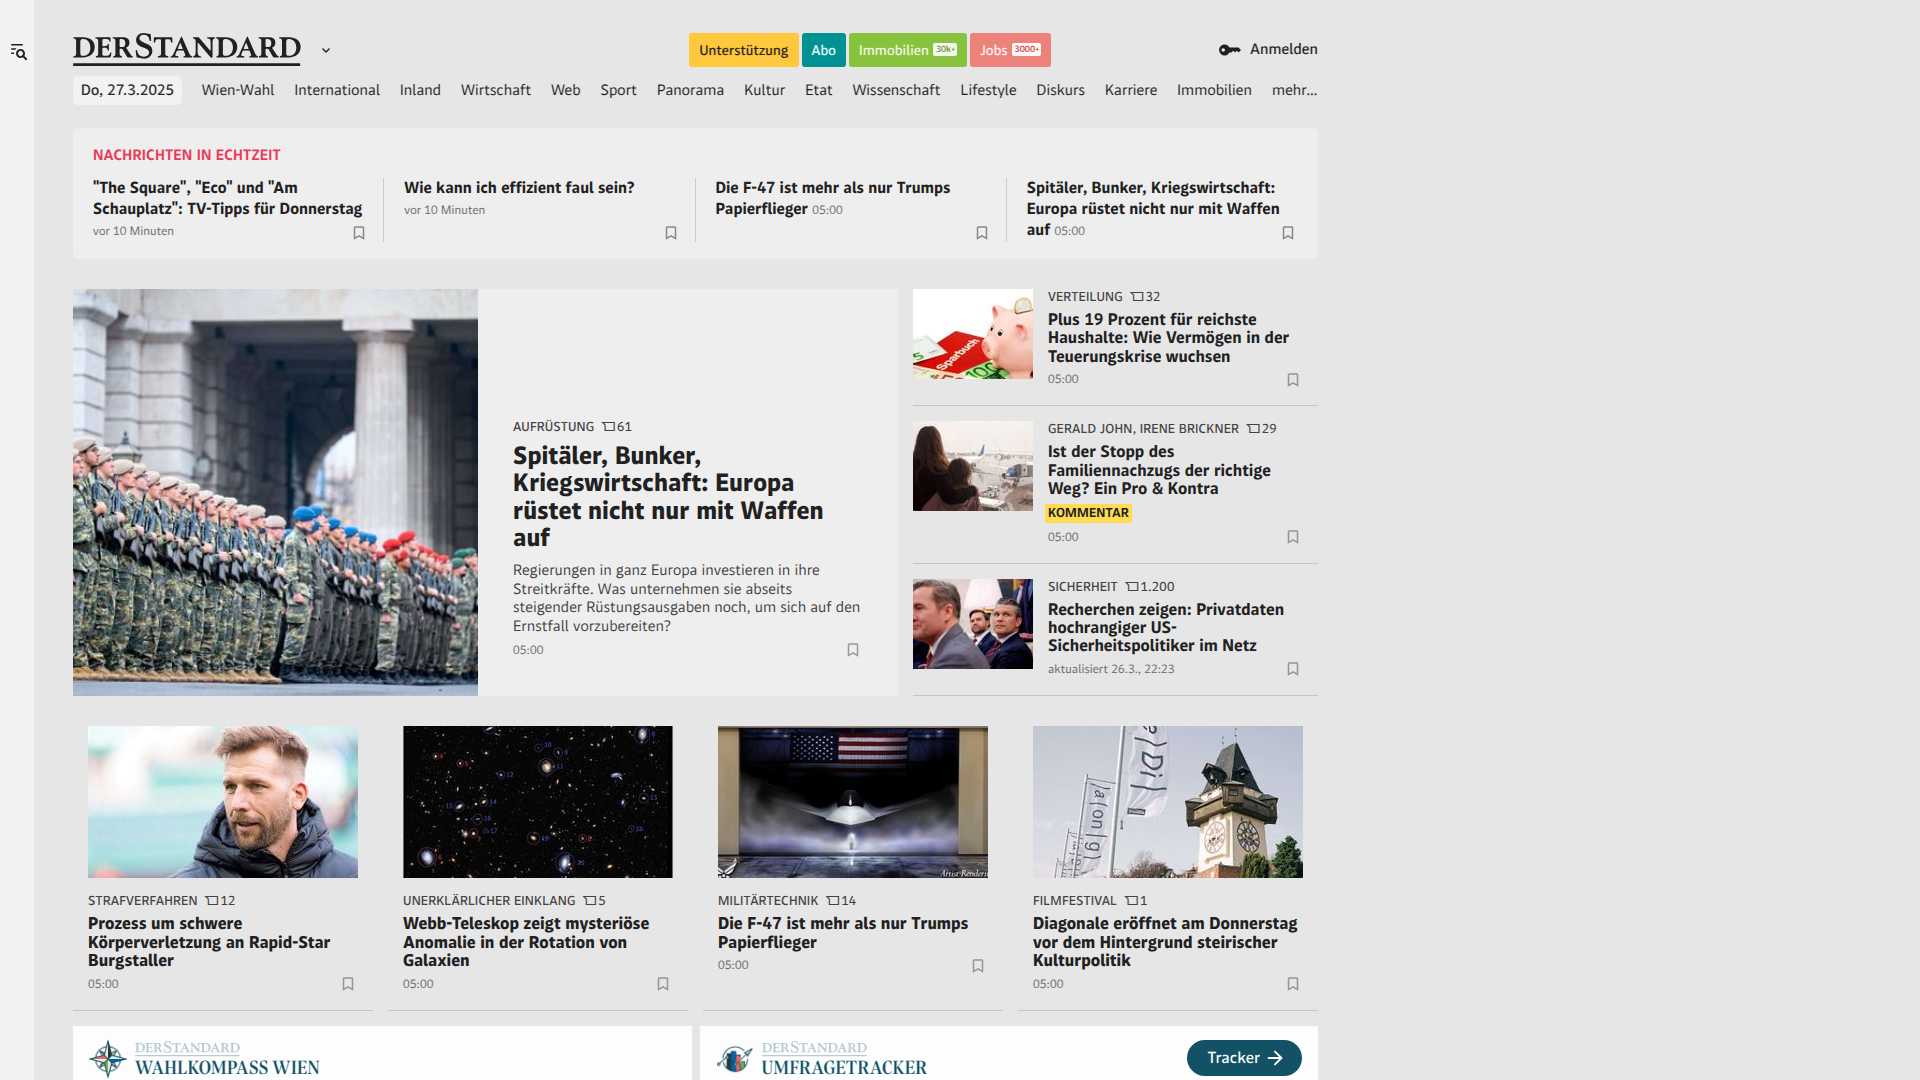 DERSTANDARD
Unterstützung
Abo
Immobilien 30k+
Jobs 3000+
Anmelden
Do, 27.3.2025
Wien-Wahl
International
Inland
Wirtschaft
Web
Sport
Panorama
Kultur
Etat
Wissenschaft
Lifestyle
Diskurs
Karriere
Immobilien
mehr...
NACHRICHTEN IN ECHTZEIT
"The Square", "Eco" und "Am
Schauplatz": TV-Tipps für Donnerstag
vor 10 Minuten
Wie kann ich effizient faul sein?
vor 10 Minuten
Die F-47 ist mehr als nur Trumps
Papierflieger 05:00
Spitäler, Bunker, Kriegswirtschaft:
Europa rüstet nicht nur mit Waffen
auf 05:00
AUFRÜSTUNG 61
Spitäler, Bunker,
Kriegswirtschaft: Europa
rüstet nicht nur mit Waffen
auf
Regierungen in ganz Europa investieren in ihre
Streitkräfte. Was unternehmen sie abseits
steigender Rüstungsausgaben noch, um sich auf den
Ernstfall vorzubereiten?
05:00
Sparbuch
100
VERTEILUNG 32
Plus 19 Prozent für reichste
Haushalte: Wie Vermögen in der
Teuerungskrise wuchsen
05:00
GERALD JOHN, IRENE BRICKNER 29
Ist der Stopp des
Familiennachzugs der richtige
Weg? Ein Pro & Kontra
KOMMENTAR
05:00
SICHERHEIT 1.200
Recherchen zeigen: Privatdaten
hochrangiger US-
Sicherheitspolitiker im Netz
aktualisiert 26.3., 22:23
STRAFVERFAHREN 12
Prozess um schwere
Körperverletzung an Rapid-Star
Burgstaller
05:00
UNERKLÄRLICHER EINKLANG 5
Webb-Teleskop zeigt mysteriöse
Anomalie in der Rotation von
Galaxien
05:00
Artist Renderi
MILITÄRTECHNIK 14
Die F-47 ist mehr als nur Trumps
Papierflieger
05:00
FILMFESTIVAL 1
Diagonale eröffnet am Donnerstag
vor dem Hintergrund steirischer
Kulturpolitik
05:00
DERSTANDARD
WAHLKOMPASS WIEN
DERSTANDARD
UMFRAGETRACKER
Tracker